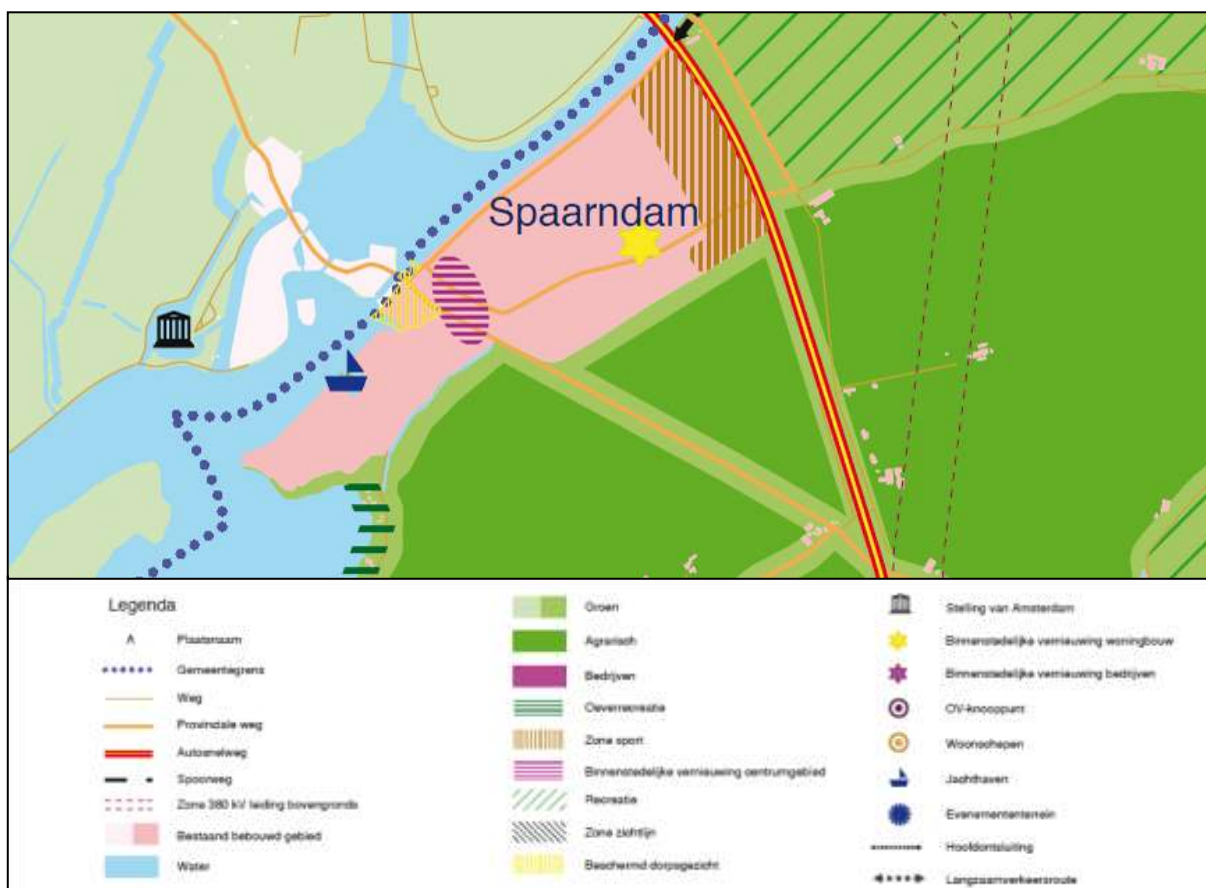 Spaarndam
Legenda
Plaatsnaam
Gemeentegrens
Weg
Provinciale weg
Autosnelweg
Spoorweg
Zone 380 kV leiding bovengronds
Bestaand bebouwd gebied
Water
Groen
Agrarisch
Bedrijven
Oeverrecreatie
Zone sport
Binnenstedelijke vernieuwing centrumgebied
Recreatie
Zone zichtlijn
Beschermd dorpsgezicht
Stelling van Amsterdam
Binnenstedelijke vernieuwing woningbouw
Binnenstedelijke vernieuwing bedrijven
OV-knooppunt
Woonschepen
Jachthaven
Evenemententerrein
Hoofdontsluiting
Langzaamverkeersroute